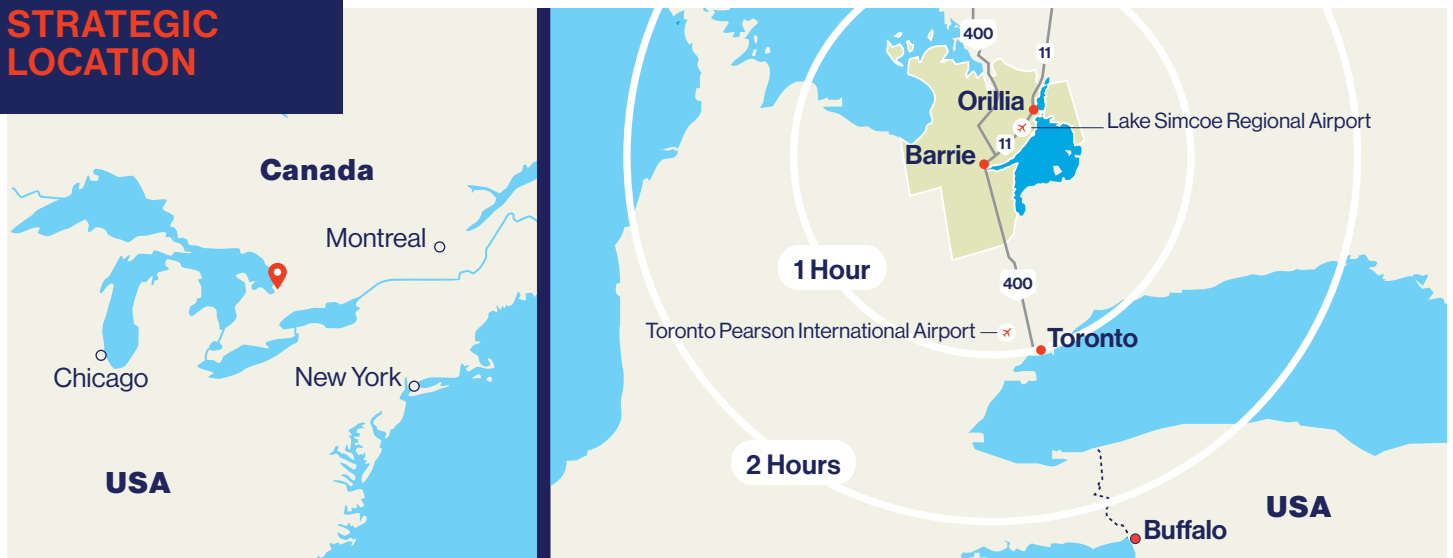 STRATEGIC
LOCATION
Canada
Montreal
Chicago
New York
USA
400
11
Orillia
Lake Simcoe Regional Airport
11
Barrie
1 Hour
400
Toronto Pearson International Airport
Toronto
2 Hours
USA
Buffalo